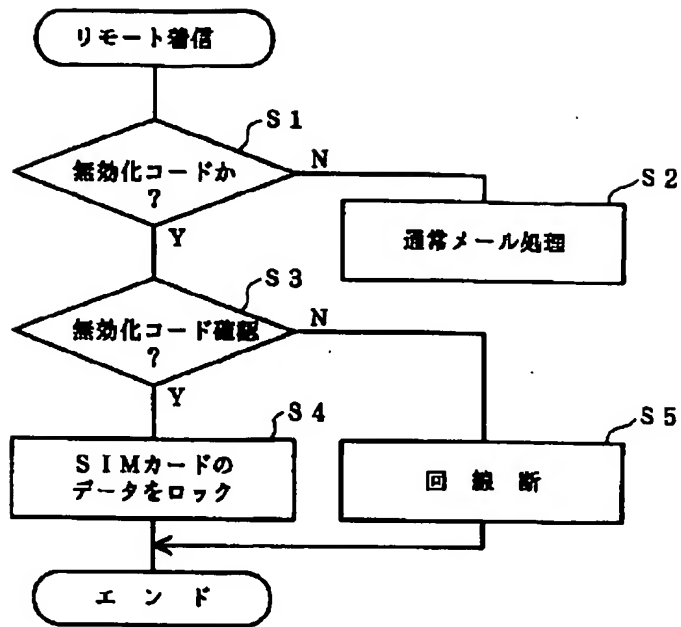 リモート着信
S1
無効化コードか
?
N
Y
S2
通常メール処理
S3
無効化コード確認
?
N
Y
S4
SIMカードの
データをロック
S5
回線断
エンド